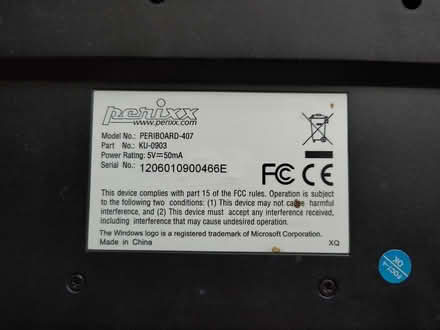 perixx
www.perixx.com
Model No.: PERIBOARD-407
Part No.: KU-0903
Power Rating: 5V⎓50mA
Serial No.: 1206010900466E
FC CE
This device complies with part 15 of the FCC rules. Operation is subject
to the following two conditions: (1) This device may not cause harmful
interference, and (2) This device must accept any interference received,
including interference that may cause undesired operation.
The Windows logo is a registered trademark of Microsoft Corporation.
Made in China
XQ